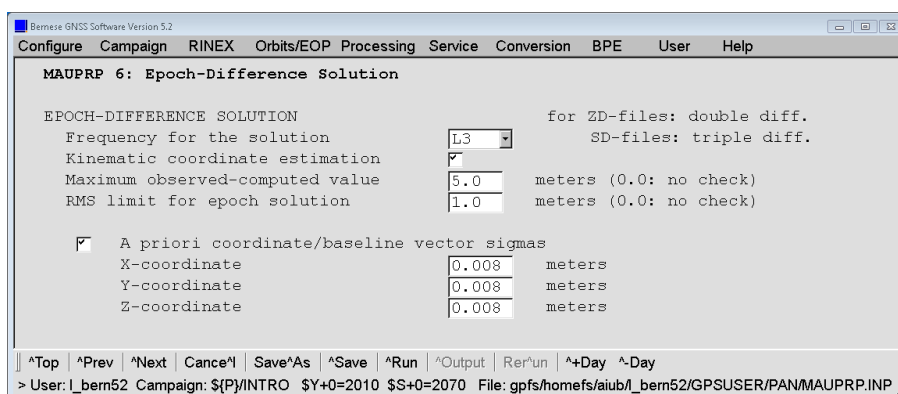 Bernese GNSS Software Version 5.2
Configure Campaign RINEX Orbits/EOP Processing Service Conversion BPE User Help
MAUPRP 6: Epoch-Difference Solution
EPOCH-DIFFERENCE SOLUTION for ZD-files: double diff.
Frequency for the solution L3 SD-files: triple diff.
Kinematic coordinate estimation
Maximum observed-computed value 5.0 meters (0.0: no check)
RMS limit for epoch solution 1.0 meters (0.0: no check)
A priori coordinate/baseline vector sigmas
X-coordinate 0.008 meters
Y-coordinate 0.008 meters
Z-coordinate 0.008 meters
^Top | ^Prev | ^Next | Cance^l | Save^As | ^Save | ^Run | ^Output | Rer^un | ^+Day ^-Day
> User: l_bern52 Campaign: ${P}/INTRO $Y+0=2010 $S+0=2070 File: gpfs/homefs/aiub/l_bern52/GPSUSER/PAN/MAUPRP.INP